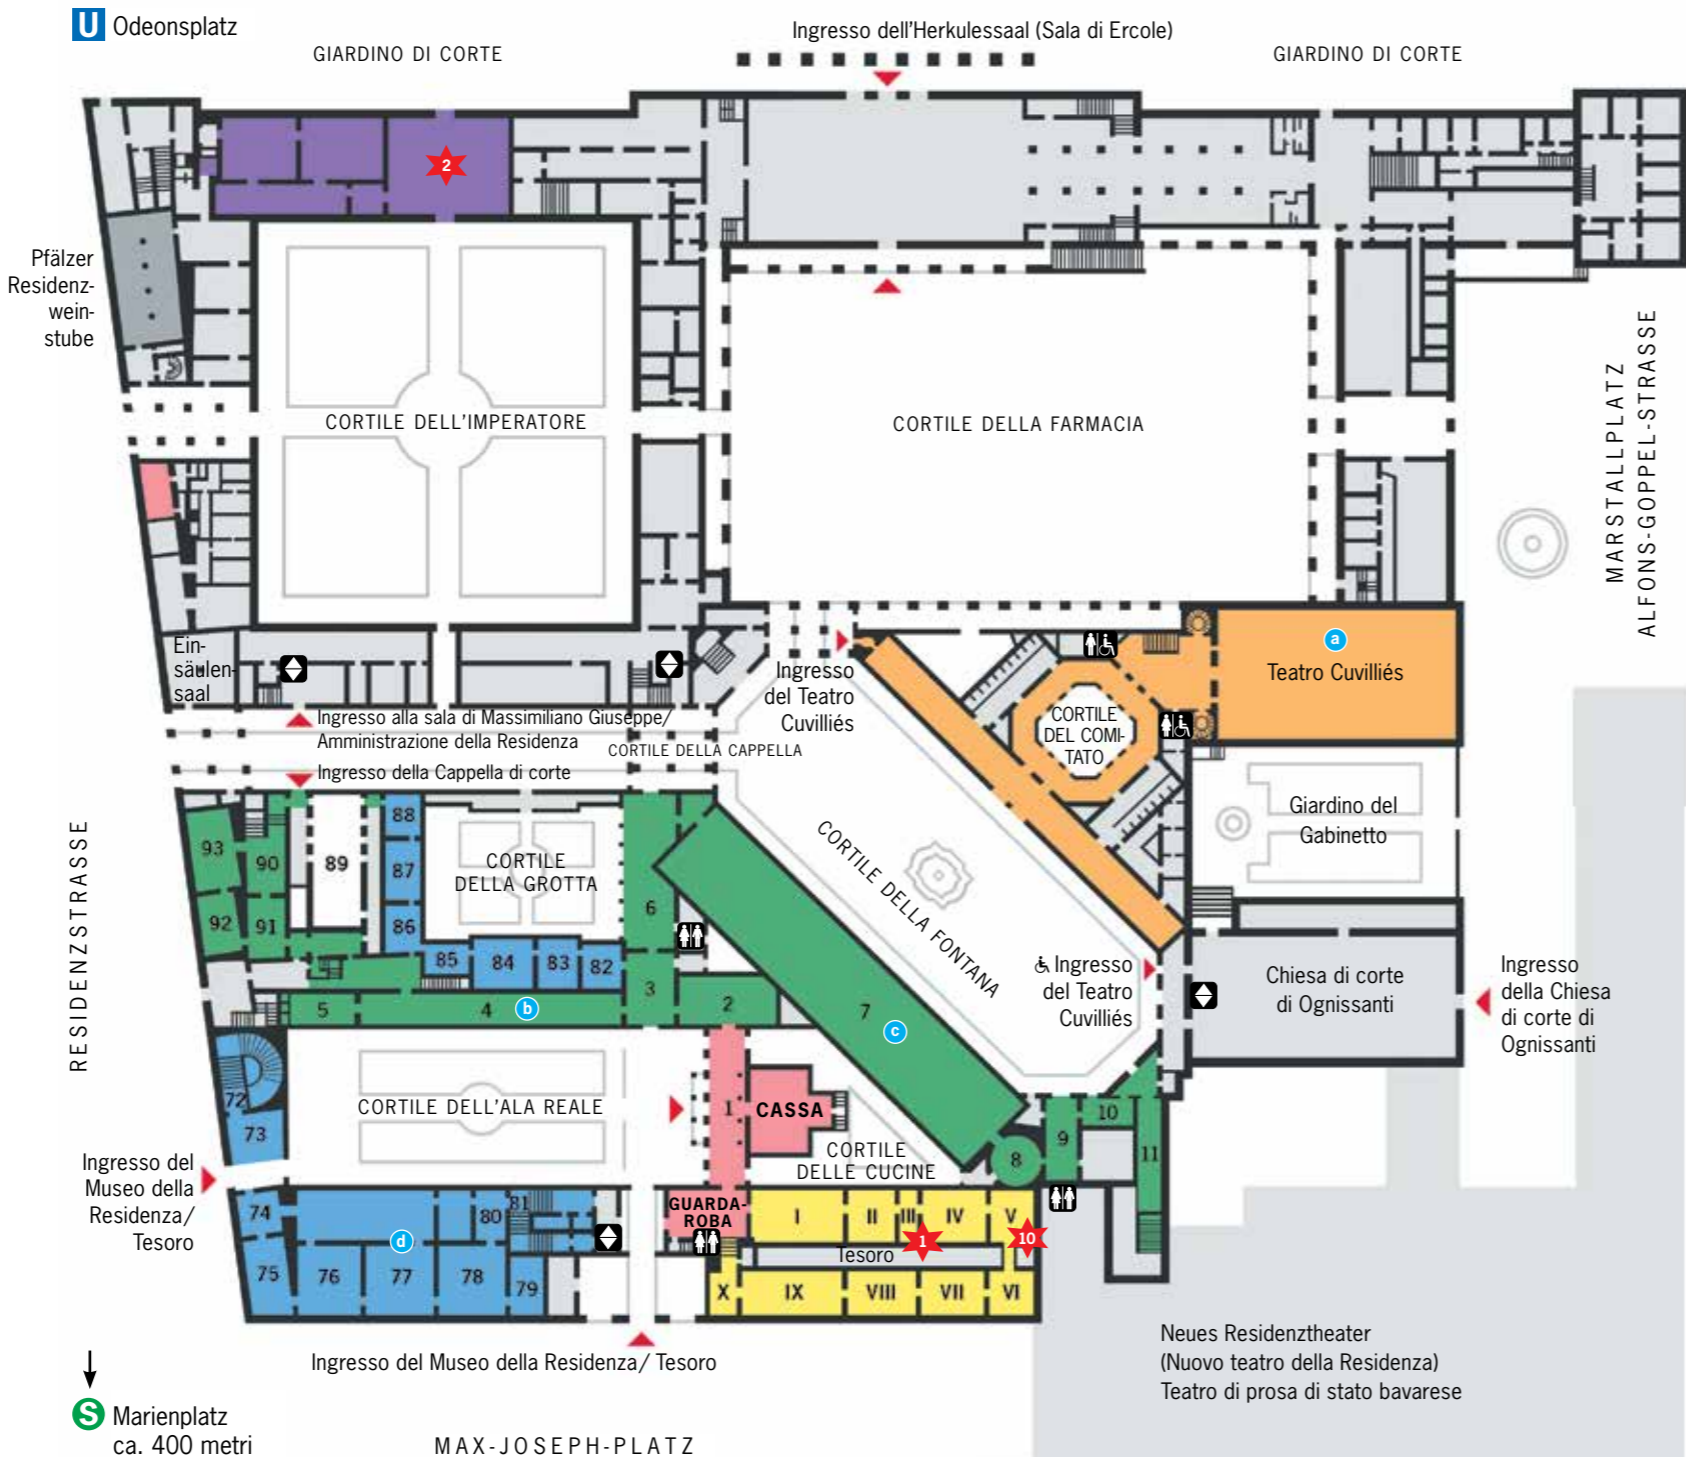 U Odeonsplatz
GIARDINO DI CORTE
Ingresso dell'Herkulessaal (Sala di Ercole)
GIARDINO DI CORTE
2
Pfälzer
Residenz-
wein-
stube
CORTILE DELL'IMPERATORE
CORTILE DELLA FARMACIA
MARSTALLPLATZ
ALFONS-GOPPEL-STRASSE
Ein-
säulen-
saal
Ingresso
del Teatro
Cuvilliés
a
Teatro Cuvilliés
CORTILE
DEL COMI-
TATO
Ingresso alla sala di Massimiliano Giuseppe/
Amministrazione della Residenza
CORTILE DELLA CAPPELLA
Ingresso della Cappella di corte
Giardino del
Gabinetto
RESIDENZSTRASSE
93
90
89
88
87
86
92
91
CORTILE
DELLA GROTTA
85
84
83
82
6
3
2
5
4
b
CORTILE DELLA FONTANA
7
c
Ingresso
del Teatro
Cuvilliés
Chiesa di corte
di Ognissanti
Ingresso
della Chiesa
di corte di
Ognissanti
72
73
CORTILE DELL'ALA REALE
1
CASSA
CORTILE
DELLE CUCINE
8
9
10
11
Ingresso del
Museo della
Residenza/
Tesoro
74
75
76
77
78
79
80
81
d
GUARDA-
ROBA
I
II
III
IV
V
1
10
Tesoro
X
IX
VIII
VII
VI
Ingresso del Museo della Residenza/ Tesoro
Neues Residenztheater
(Nuovo teatro della Residenza)
Teatro di prosa di stato bavarese
S Marienplatz
ca. 400 metri
MAX-JOSEPH-PLATZ